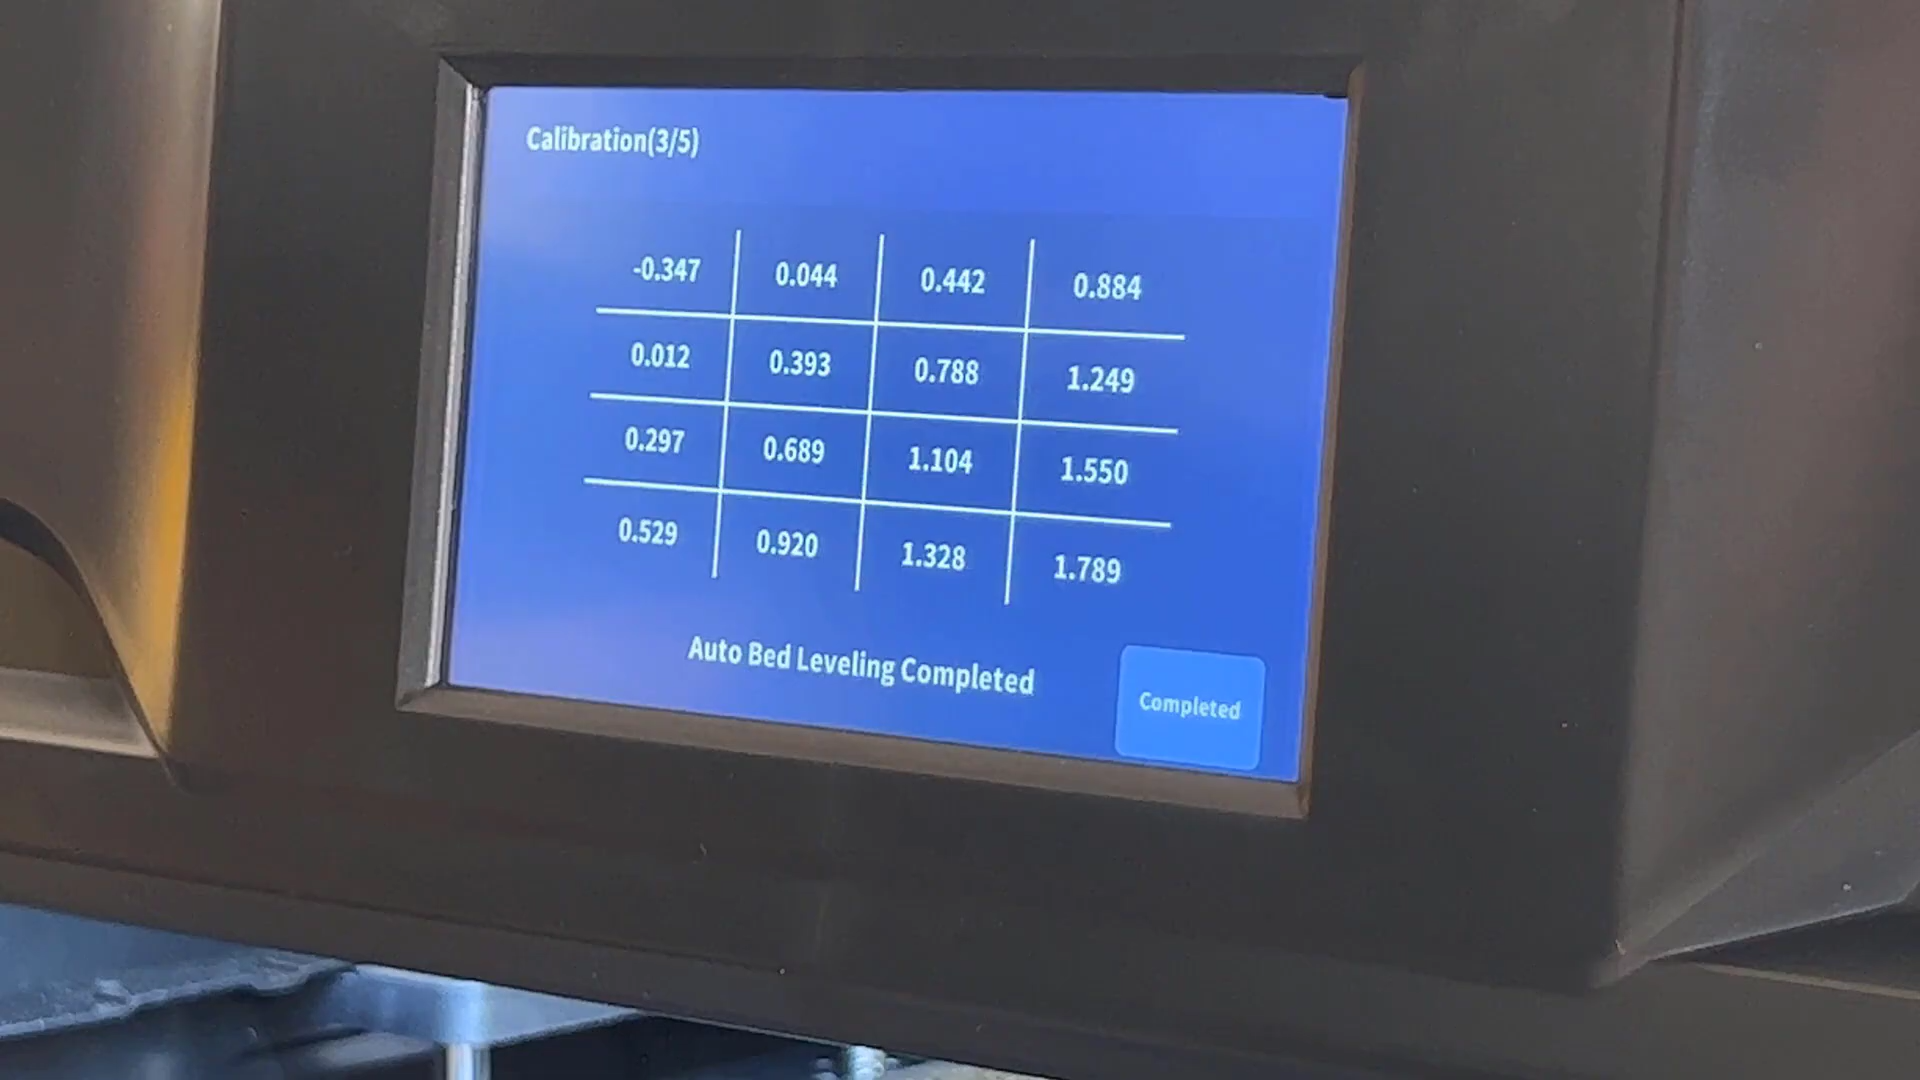 Calibration(3/5)
-0.347 0.044 0.442 0.884
0.012 0.393 0.788 1.249
0.297 0.689 1.104 1.550
0.529 0.920 1.328 1.789
Auto Bed Leveling Completed
Completed